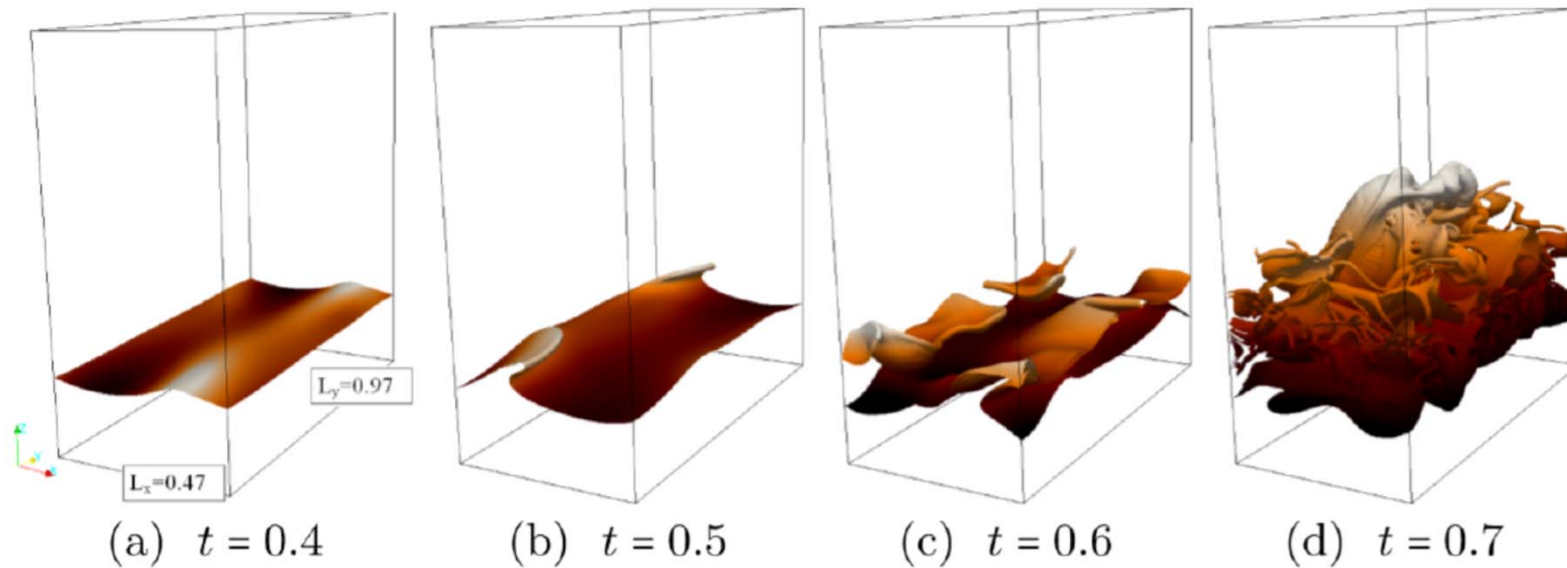 L_y=0.97
L_x=0.47
Z
Y
X
(a) t = 0.4
(b) t = 0.5
(c) t = 0.6
(d) t = 0.7